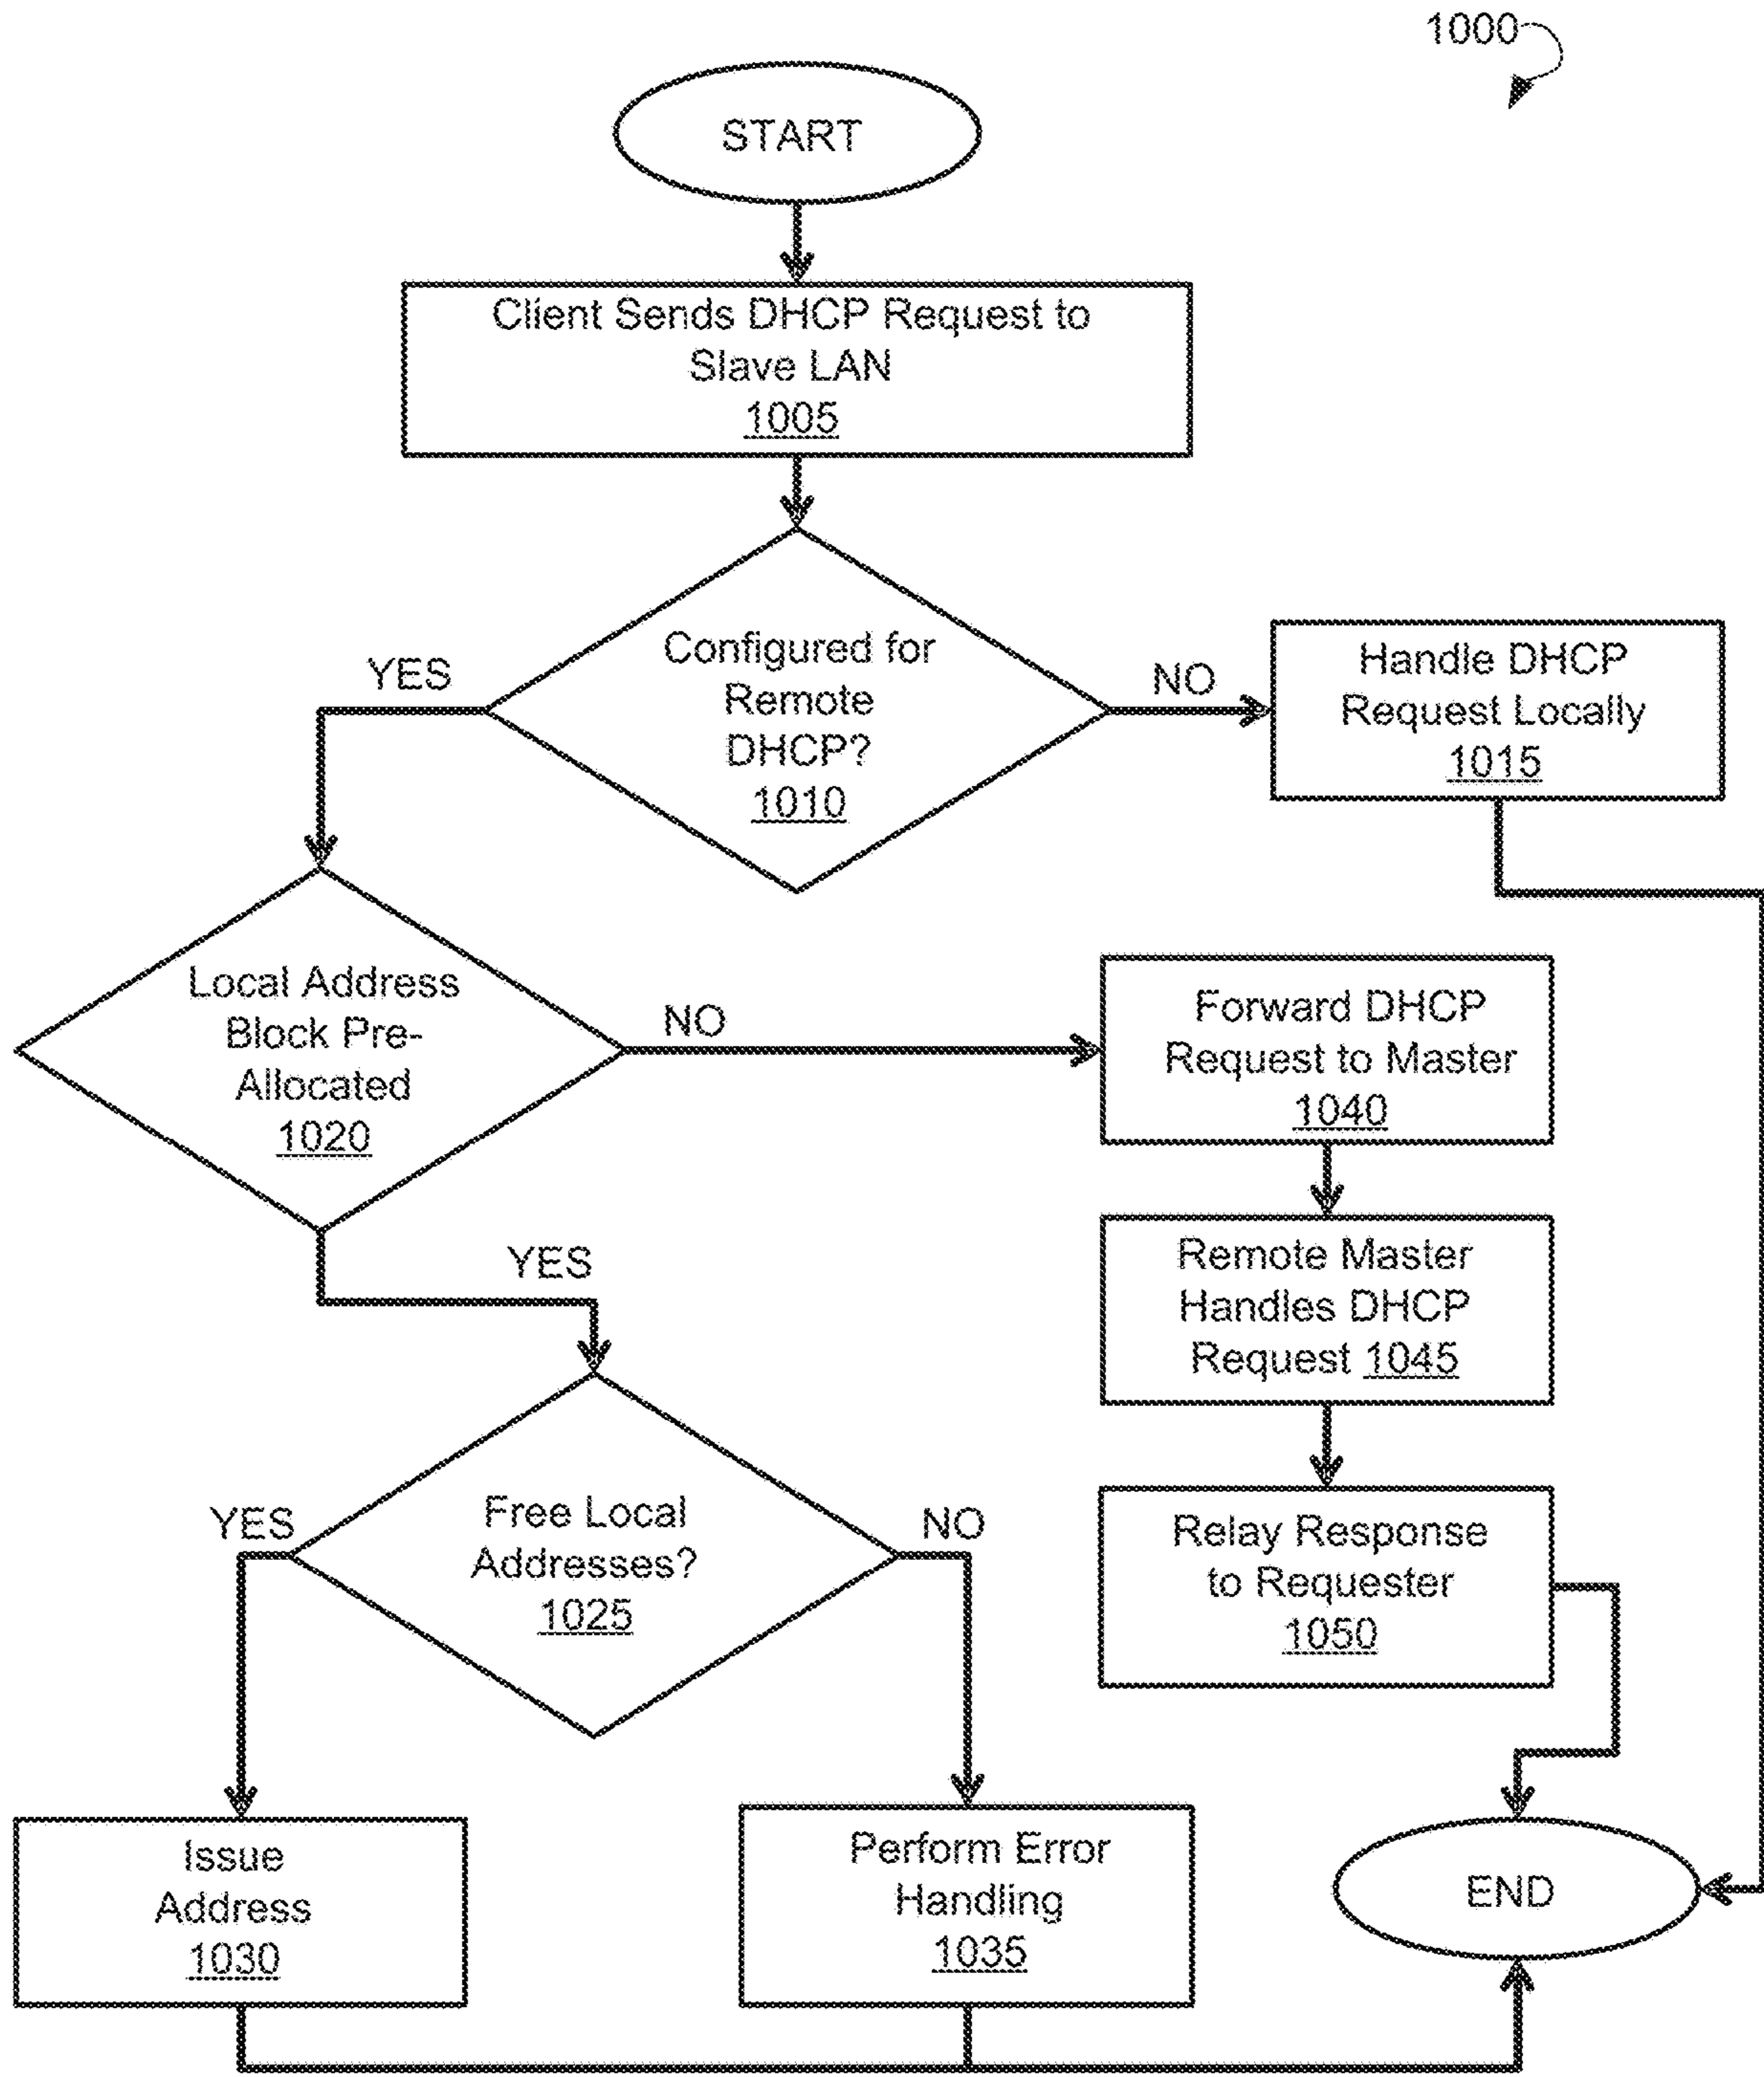 1000
START
Client Sends DHCP Request to
Slave LAN
1005
Configured for
Remote
DHCP?
1010
YES
NO
Handle DHCP
Request Locally
1015
Local Address
Block Pre-
Allocated
1020
NO
Forward DHCP
Request to Master
1040
YES
Remote Master
Handles DHCP
Request 1045
Free Local
Addresses?
1025
YES
NO
Relay Response
to Requester
1050
Issue
Address
1030
Perform Error
Handling
1035
END